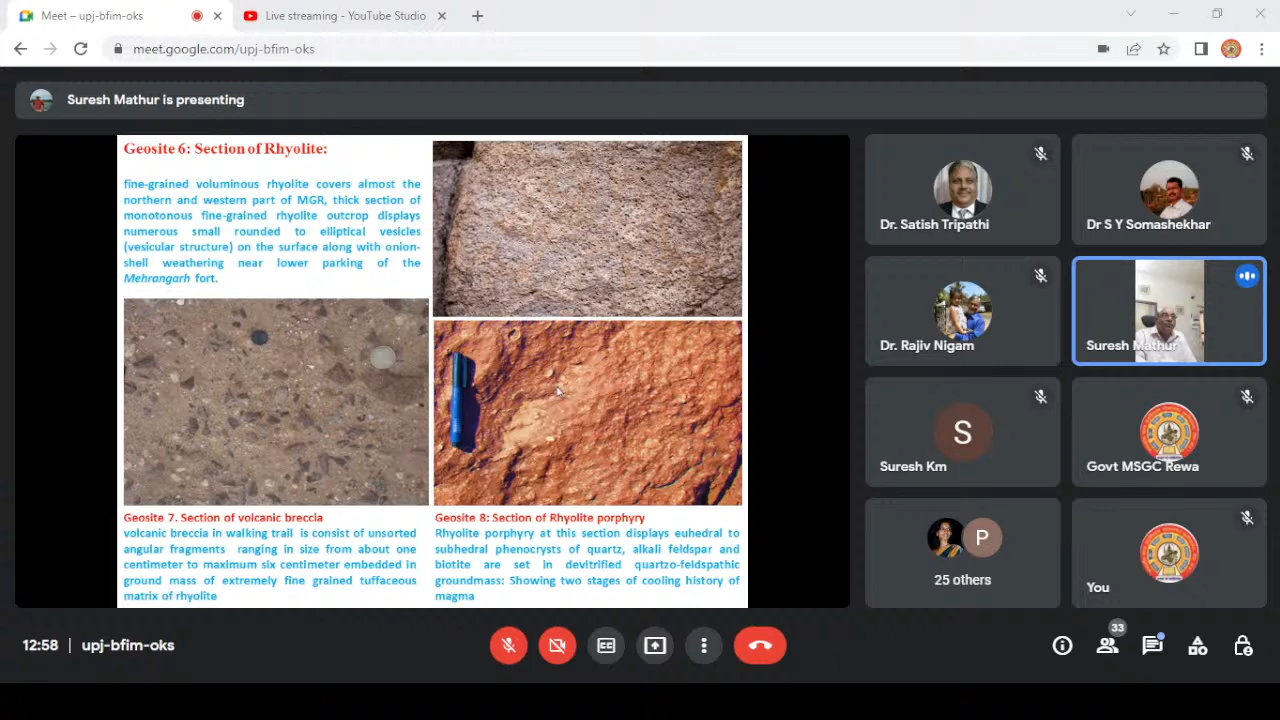 Meet – upj-bfim-oks
Live streaming - YouTube Studio
meet.google.com/upj-bfim-oks
Suresh Mathur is presenting
Geosite 6: Section of Rhyolite:
fine-grained voluminous rhyolite covers almost the
northern and western part of MGR, thick section of
monotonous fine-grained rhyolite outcrop displays
numerous small rounded to elliptical vesicles
(vesicular structure) on the surface along with onion-
shell weathering near lower parking of the
Mehrangarh fort.
Geosite 7. Section of volcanic breccia
volcanic breccia in walking trail is consist of unsorted
angular fragments ranging in size from about one
centimeter to maximum six centimeter embedded in
ground mass of extremely fine grained tuffaceous
matrix of rhyolite
Geosite 8: Section of Rhyolite porphyry
Rhyolite porphyry at this section displays euhedral to
subhedral phenocrysts of quartz, alkali feldspar and
biotite are set in devitrified quartzo-feldspathic
groundmass: Showing two stages of cooling history of
magma
Dr. Satish Tripathi
Dr S Y Somashekhar
Dr. Rajiv Nigam
Suresh Mathur
S
Suresh Km
Govt MSGC Rewa
P
25 others
You
12:58
upj-bfim-oks
CC
33